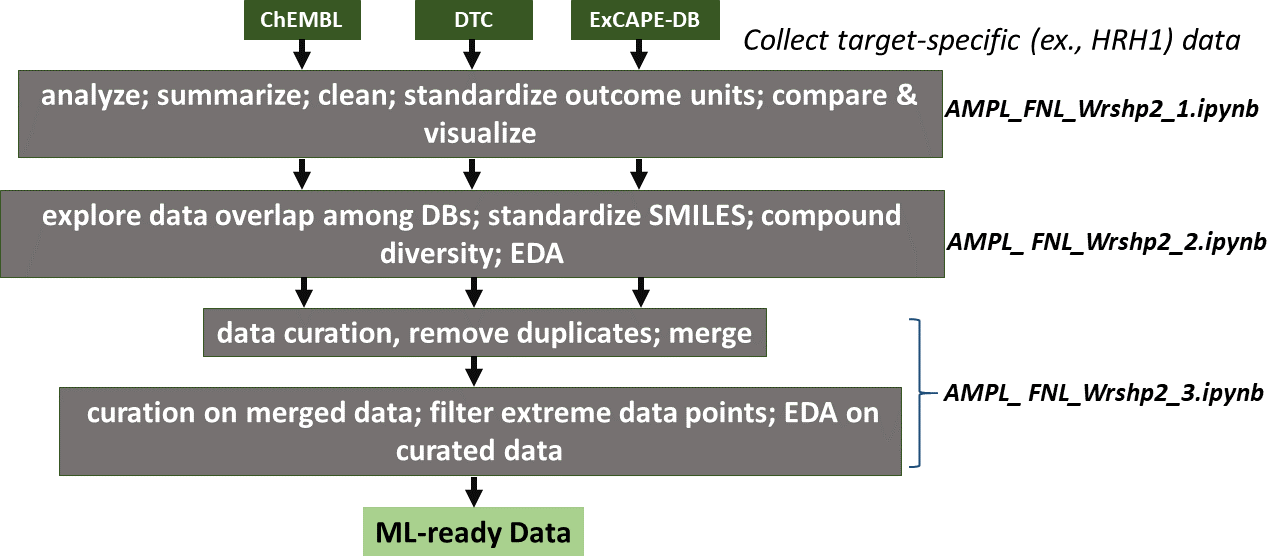 ChEMBL
DTC
ExCAPE-DB
Collect target-specific (ex., HRH1) data
analyze; summarize; clean; standardize outcome units; compare &
visualize
AMPL_FNL_Wrshp2_1.ipynb
explore data overlap among DBs; standardize SMILES; compound
diversity; EDA
AMPL_ FNL_Wrshp2_2.ipynb
data curation, remove duplicates; merge
curation on merged data; filter extreme data points; EDA on
curated data
AMPL_ FNL_Wrshp2_3.ipynb
ML-ready Data